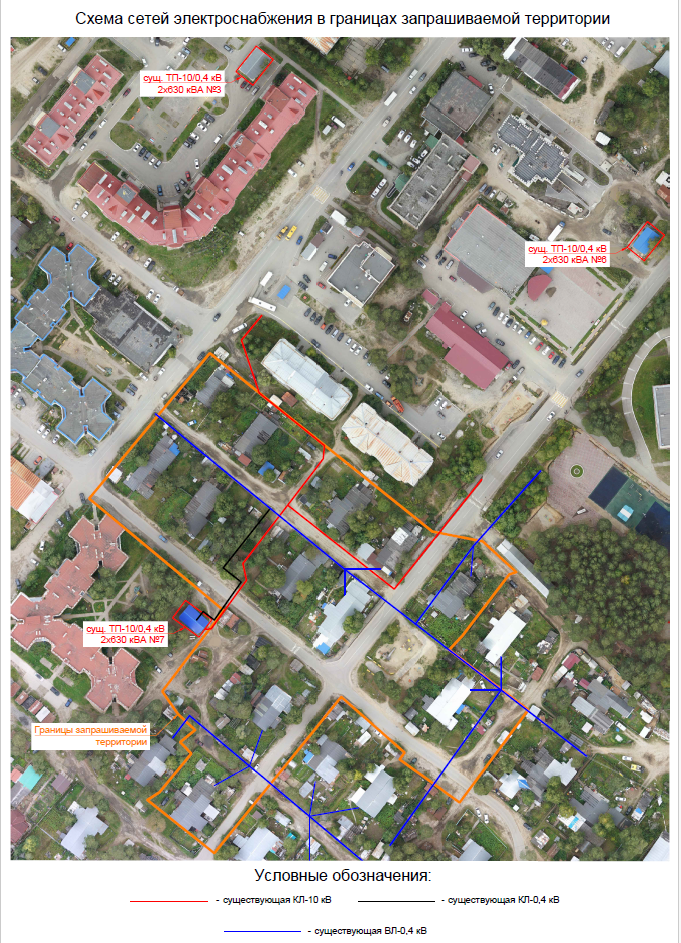 Схема сетей электроснабжения в границах запрашиваемой территории
сущ. ТП-10/0,4 кВ
2х630 кВА №3
сущ. ТП-10/0,4 кВ
2х630 кВА №6
сущ. ТП-10/0,4 кВ
2х630 кВА №7
Границы запрашиваемой
территории
Условные обозначения:
- существующая КЛ-10 кВ
- существующая КЛ-0,4 кВ
- существующая ВЛ-0,4 кВ